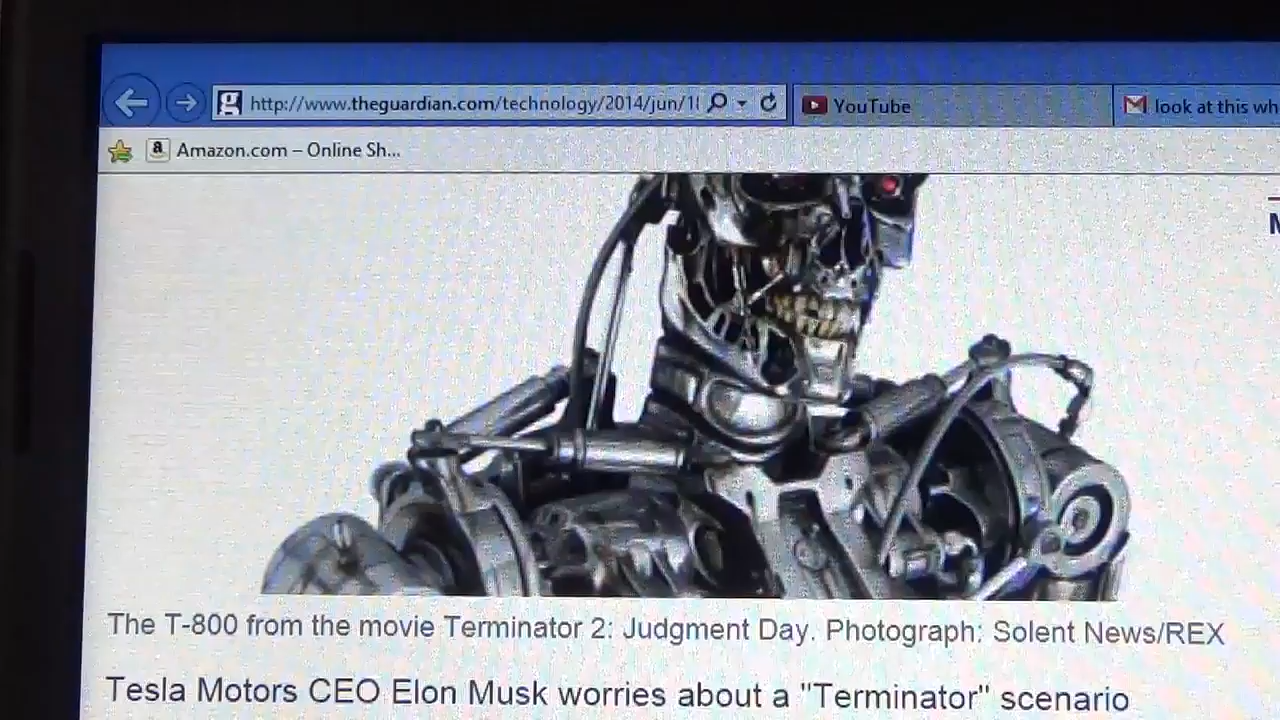 http://www.theguardian.com/technology/2014/jun/1
YouTube
look at this wh
Amazon.com – Online Sh...
The T-800 from the movie Terminator 2: Judgment Day. Photograph: Solent News/REX
Tesla Motors CEO Elon Musk worries about a "Terminator" scenario